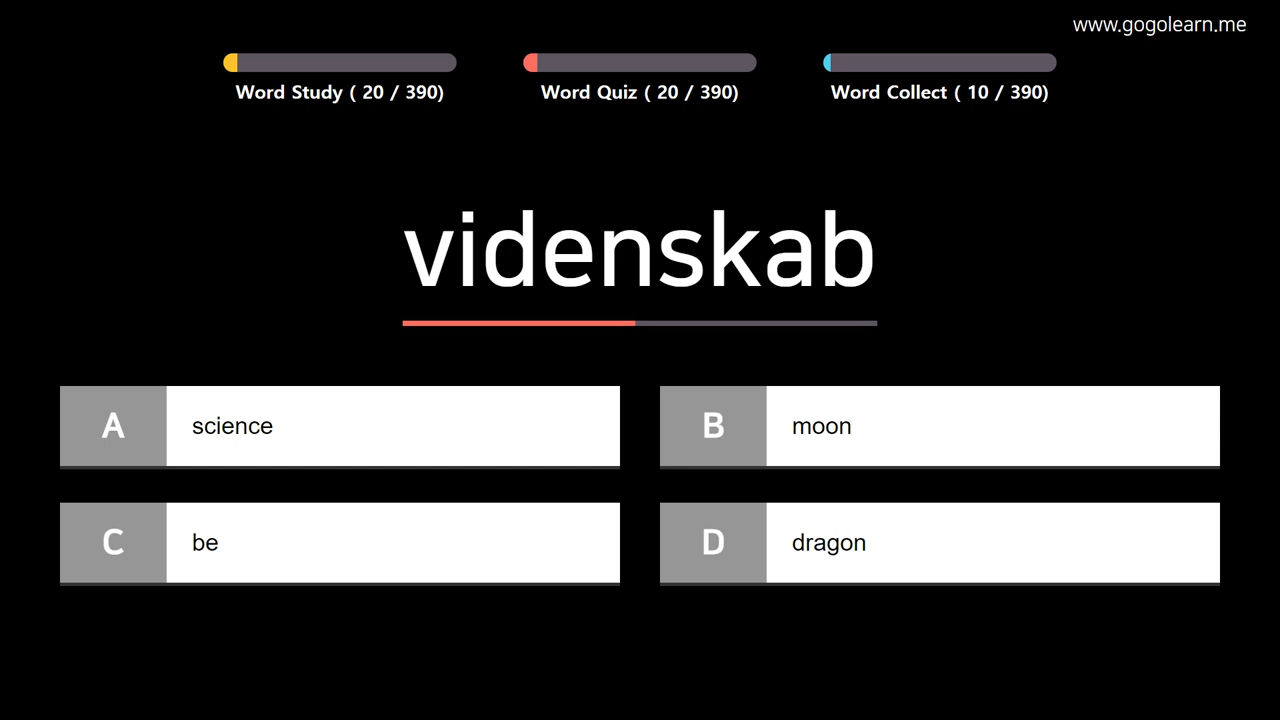 www.gogolearn.me
Word Study ( 20 / 390)
Word Quiz ( 20 / 390)
Word Collect ( 10 / 390)
videnskab
A science
B moon
C be
D dragon